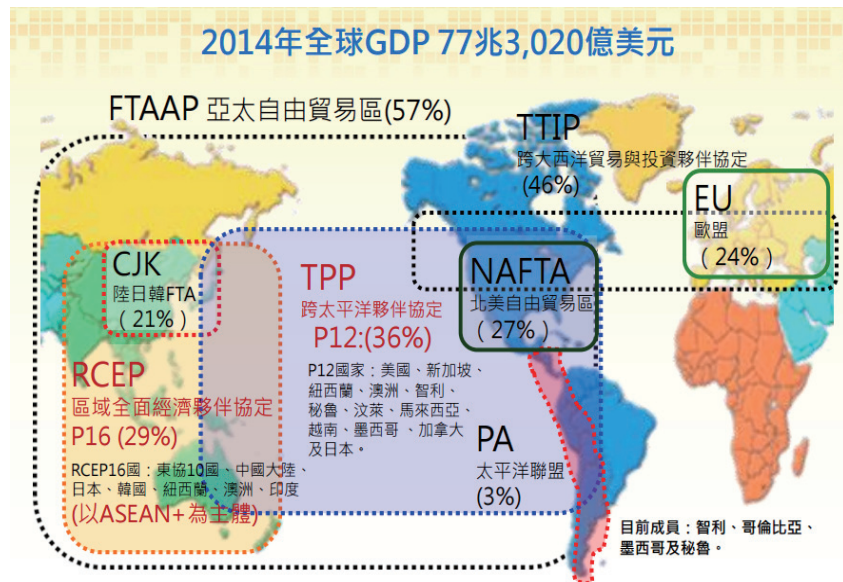 2014年全球GDP 77兆3,020億美元
FTAAP 亞太自由貿易區(57%)
TTIP
跨大西洋貿易與投資夥伴協定
(46%)
EU
歐盟
（24%）
CJK
陸日韓FTA
（21%）
TPP
跨太平洋夥伴協定
P12:(36%)
P12國家：美國、新加坡、
紐西蘭、澳洲、智利、
秘魯、汶萊、馬來西亞、
越南、墨西哥、加拿大
及日本。
NAFTA
北美自由貿易區
（27%）
RCEP
區域全面經濟夥伴協定
P16 (29%)
RCEP16國：東協10國、中國大陸、
日本、韓國、紐西蘭、澳洲、印度
(以ASEAN+為主體)
PA
太平洋聯盟
(3%)
目前成員：智利、哥倫比亞、
墨西哥及秘魯。